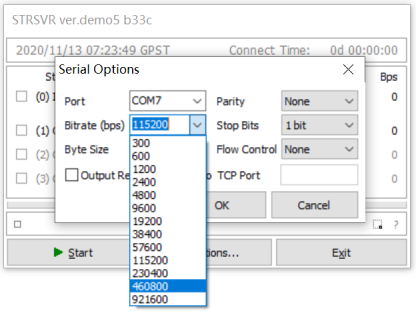 STRSVR ver.demo5 b33c
2020/11/13 07:23:49 GPST Connect Time: 0d 00:00:00
Serial Options
Bps
Port COM7 Parity None
(0) 0
Bitrate (bps) 115200 Stop Bits 1 bit
(1) 0
Byte Size Flow Control None
(2) 0
Output TCP Port
(3) 0
300
600
1200
2400
4800
9600
19200
38400
57600
115200
230400
460800
921600
OK Cancel
?
Start Exit